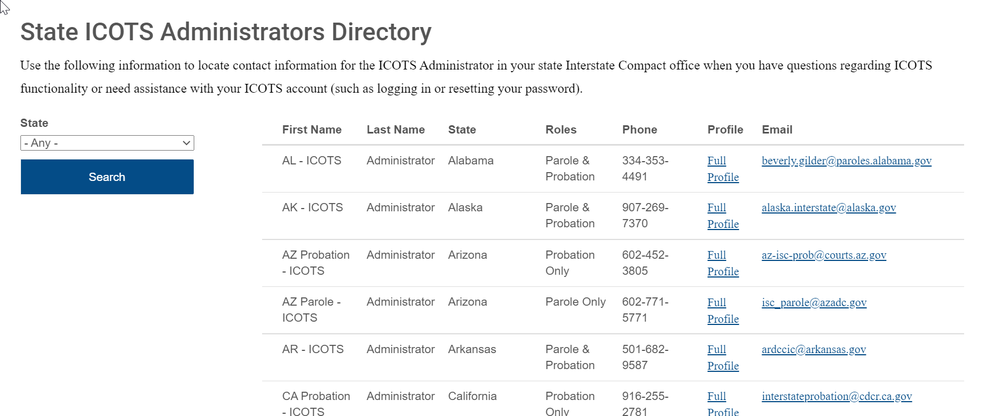 State ICOTS Administrators Directory
Use the following information to locate contact information for the ICOTS Administrator in your state Interstate Compact office when you have questions regarding ICOTS
functionality or need assistance with your ICOTS account (such as logging in or resetting your password).
State
- Any -
Search
First Name Last Name State Roles Phone Profile Email
AL - ICOTS Administrator Alabama Parole & 334-353- Full beverly.gilder@paroles.alabama.gov
Probation 4491 Profile
AK - ICOTS Administrator Alaska Parole & 907-269- Full alaska.interstate@alaska.gov
Probation 7370 Profile
AZ Probation Administrator Arizona Probation 602-452- Full az-isc-prob@courts.az.gov
- ICOTS Only 3805 Profile
AZ Parole - Administrator Arizona Parole Only 602-771- Full isc_parole@azadc.gov
ICOTS 5771 Profile
AR - ICOTS Administrator Arkansas Parole & 501-682- Full ardccic@arkansas.gov
Probation 9587 Profile
CA Probation Administrator California Probation 916-255- Full interstateprobation@cdcr.ca.gov
- ICOTS Only 2781 Profile